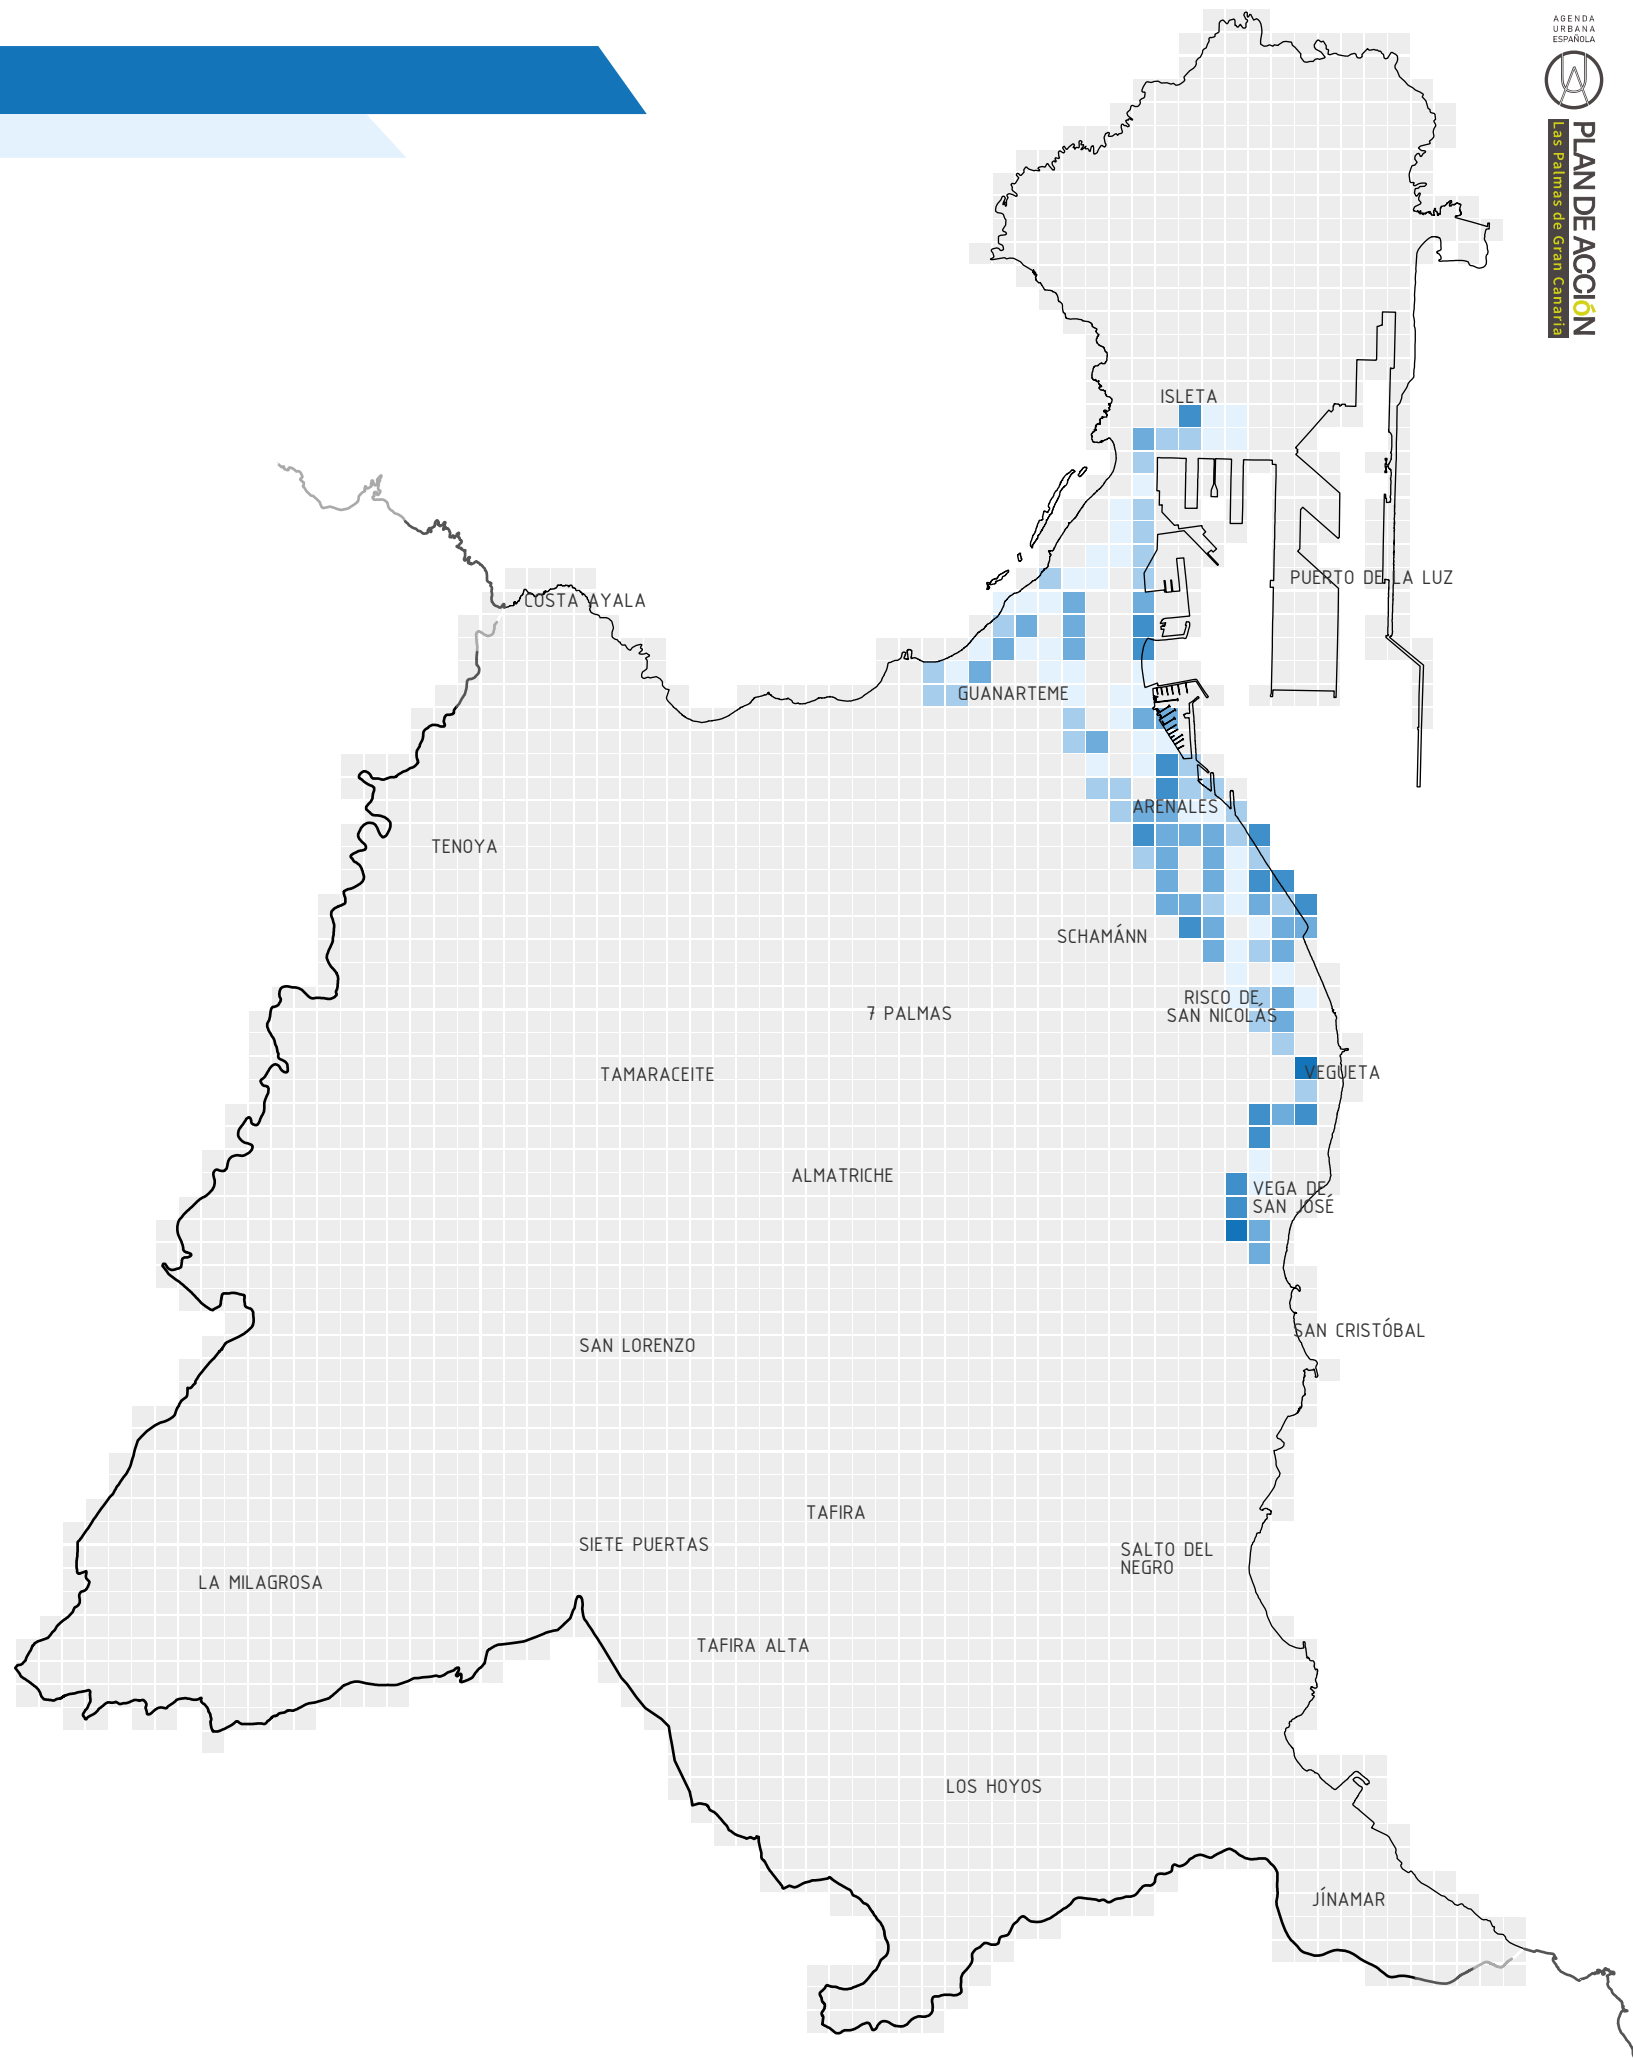 AGENDA
URBANA
ESPAÑOLA
PLAN DE ACCIÓN
Las Palmas de Gran Canaria
ISLETA
PUERTO DE LA LUZ
COSTA AYALA
GUANARTEME
ARENALES
TENOYA
SCHAMÁNN
RISCO DE
SAN NICOLÁS
7 PALMAS
VEGUETA
TAMARACEITE
ALMATRICHE
VEGA DE
SAN JOSÉ
SAN CRISTÓBAL
SAN LORENZO
TAFIRA
SIETE PUERTAS
SALTO DEL
NEGRO
LA MILAGROSA
TAFIRA ALTA
LOS HOYOS
JÍNAMAR